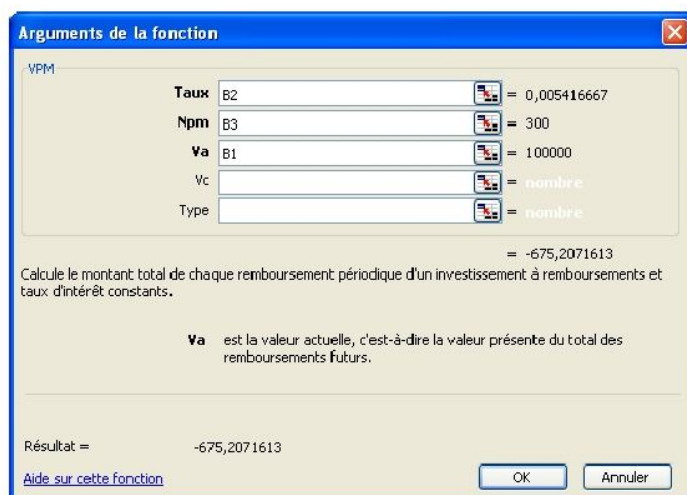 Arguments de la fonction
VPM
Taux B2 = 0,005416667
Npm B3 = 300
Va B1 = 100000
Vc = nombre
Type = nombre
= -675,2071613
Calcule le montant total de chaque remboursement périodique d'un investissement à remboursements et
taux d'intérêt constants.
Va est la valeur actuelle, c'est-à-dire la valeur présente du total des
remboursements futurs.
Résultat = -675,2071613
Aide sur cette fonction OK Annuler